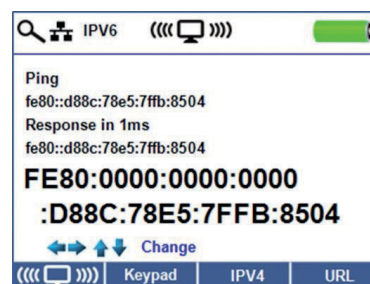 IPV6
Ping
fe80::d88c:78e5:7ffb:8504
Response in 1ms
fe80::d88c:78e5:7ffb:8504
FE80:0000:0000:0000
:D88C:78E5:7FFB:8504
Change
Keypad IPV4 URL